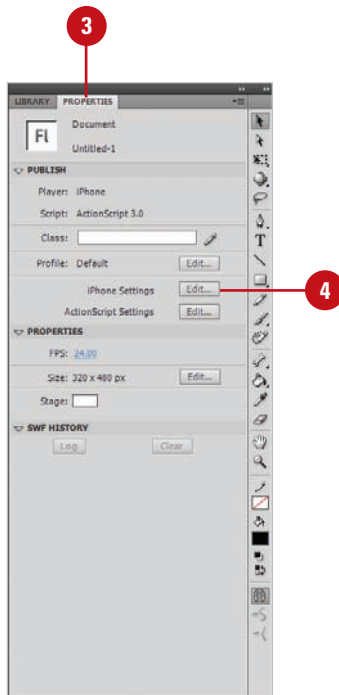 3
LIBRARY PROPERTIES
Fl
Document
Untitled-1
PUBLISH
Player: iPhone
Script: ActionScript 3.0
Class:
Profile: Default Edit...
iPhone Settings Edit...
4
ActionScript Settings Edit...
PROPERTIES
FPS: 24.00
Size: 320 x 480 px Edit...
Stage:
SWF HISTORY
Log Clear
T